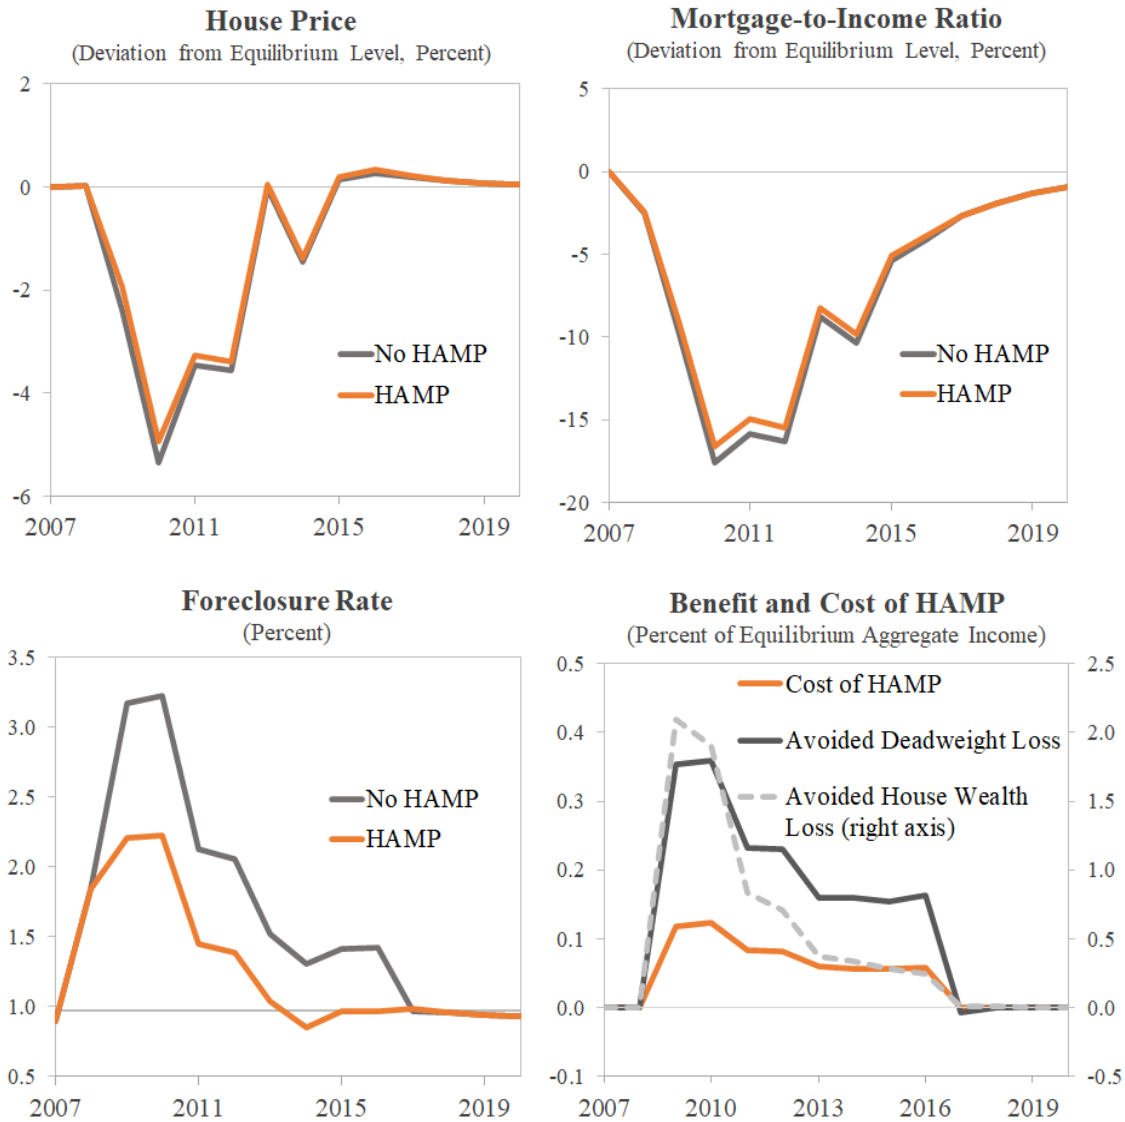 House Price
(Deviation from Equilibrium Level, Percent)
2
0
-2
-4
-6
2007
2011
2015
2019
No HAMP
HAMP
Mortgage-to-Income Ratio
(Deviation from Equilibrium Level, Percent)
5
0
-5
-10
-15
-20
2007
2011
2015
2019
No HAMP
HAMP
Foreclosure Rate
(Percent)
3.5
3.0
2.5
2.0
1.5
1.0
0.5
2007
2011
2015
2019
No HAMP
HAMP
Benefit and Cost of HAMP
(Percent of Equilibrium Aggregate Income)
0.5
0.4
0.3
0.2
0.1
0.0
-0.1
2.5
2.0
1.5
1.0
0.5
0.0
-0.5
2007
2010
2013
2016
2019
Cost of HAMP
Avoided Deadweight Loss
Avoided House Wealth
Loss (right axis)